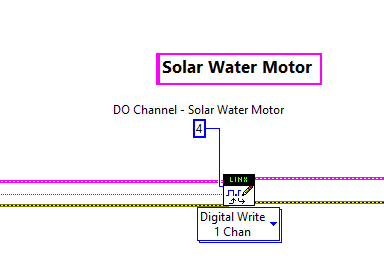 Solar Water Motor
DO Channel - Solar Water Motor
4
LINX
Digital Write
1 Chan